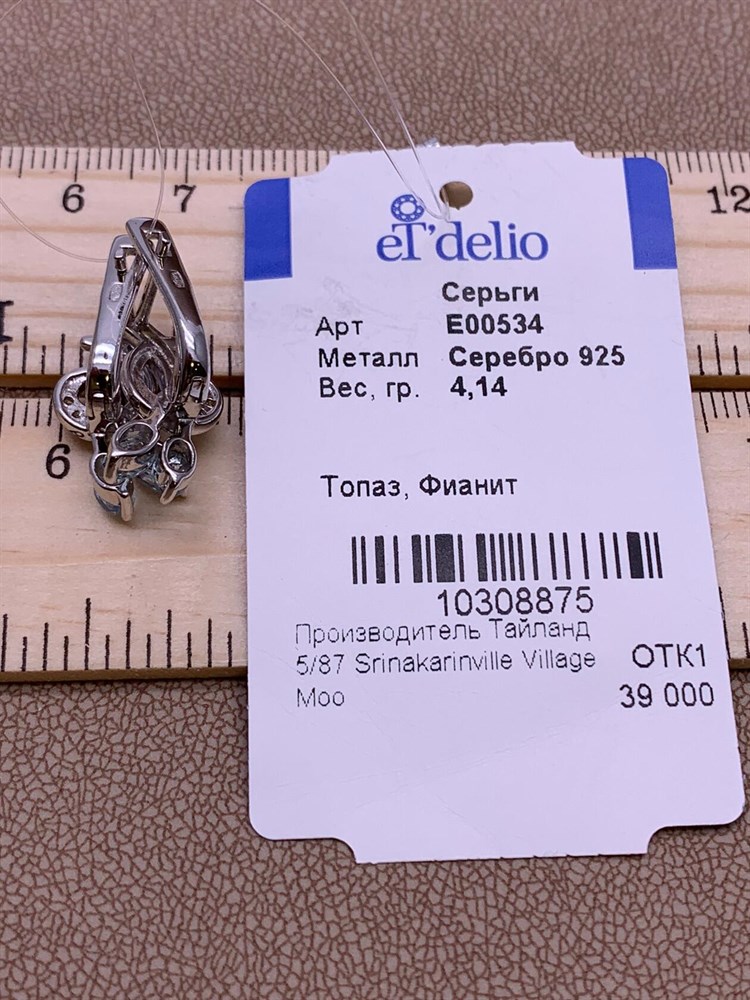 6 7 12
eT'delio
Серьги
Арт E00534
Металл Серебро 925
Вес, гр. 4,14
6
Топаз, Фианит
10308875
Производитель Тайланд
5/87 Srinakarinville Village ОТК1
Moo 39 000